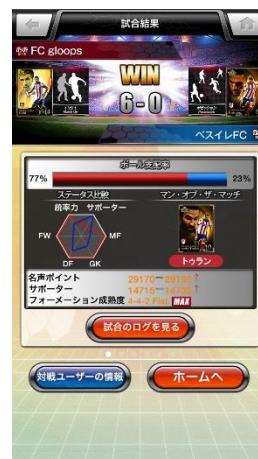 試合結果
FC gloops
WIN
6-0
ベスイレFC
ボール支配率
77% 23%
ステータス比較 マン・オブ・ザ・マッチ
統率力 サポーター
FW MF
DF GK
トゥラン
名声ポイント 29170
サポーター 14715
フォーメーション成熟度 4-4-2 Flat MAX
試合のログを見る
対戦ユーザーの情報 ホームへ